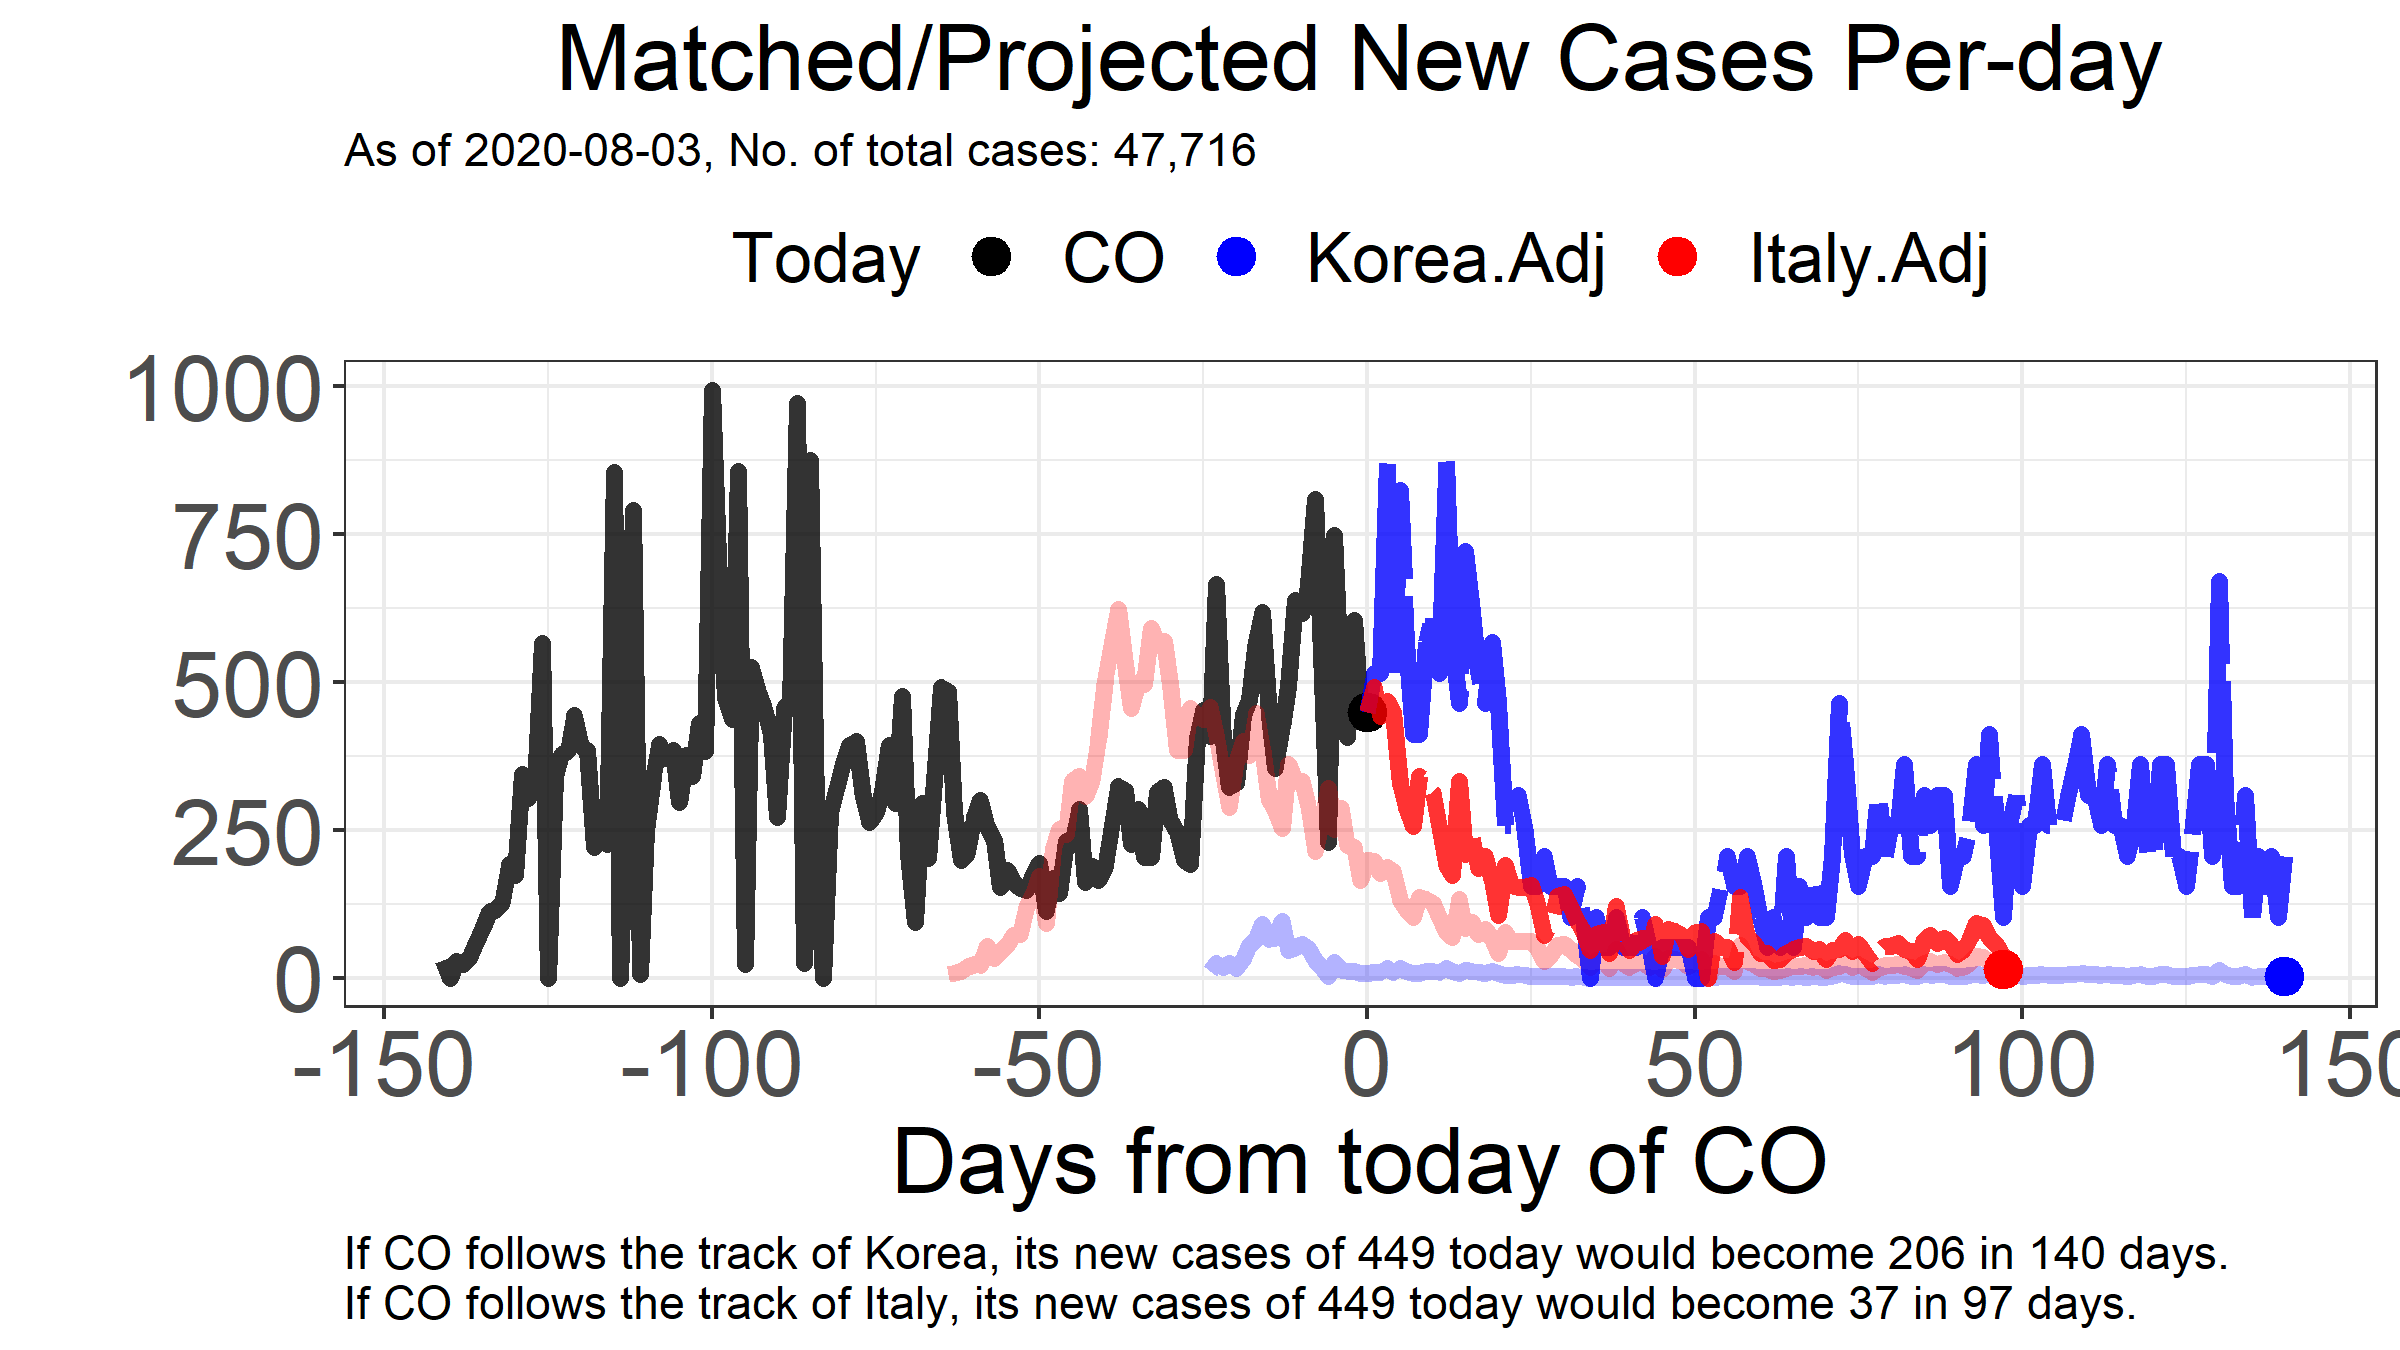 Matched/Projected New Cases Per-day
As of 2020-08-03, No. of total cases: 47,716
Today CO Korea.Adj Italy.Adj
1000
750
500
250
0
-150 -100 -50 0 50 100 150
Days from today of CO
If CO follows the track of Korea, its new cases of 449 today would become 206 in 140 days.
If CO follows the track of Italy, its new cases of 449 today would become 37 in 97 days.